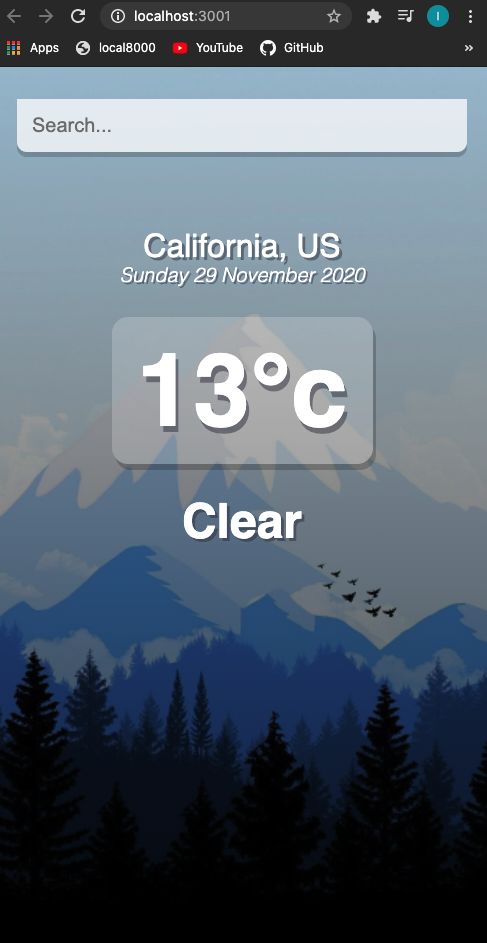 localhost:3001
I
Apps local8000 YouTube GitHub »
Search...
California, US
Sunday 29 November 2020
13°c
Clear